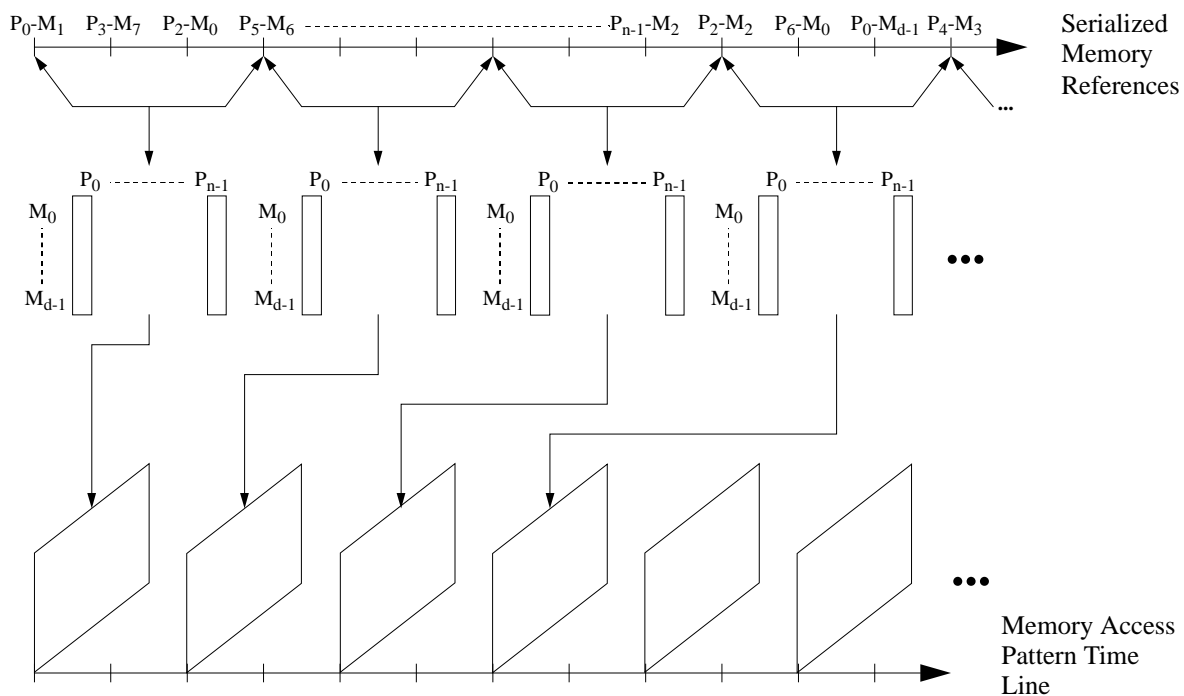 P0-M1 P3-M7 P2-M0 P5-M6 Pn-1-M2 P2-M2 P6-M0 P0-Md-1 P4-M3
Serialized
Memory
References
...
P0 Pn-1 P0 Pn-1 P0 Pn-1 P0 Pn-1
M0 M0 M0 M0
Md-1 Md-1 Md-1 Md-1
...
...
Memory Access
Pattern Time
Line